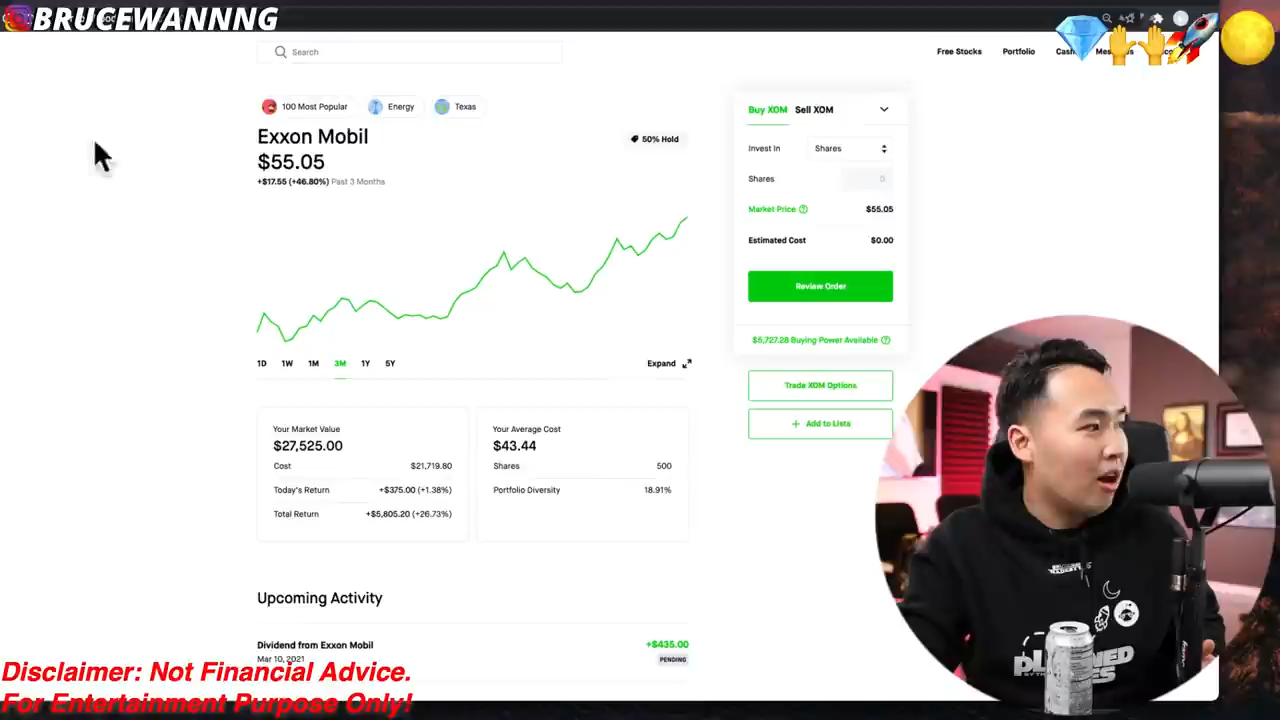 BRUCEWANNNG
Search
Free Stocks
Portfolio
Cash
100 Most Popular
Energy
Texas
Exxon Mobil
$55.05
+$17.55 (+46.80%) Past 3 Months
50% Hold
Buy XOM
Sell XOM
Invest In
Shares
Shares
0
Market Price
$55.05
Estimated Cost
$0.00
Review Order
$5,727.28 Buying Power Available
Trade XOM Options
+ Add to Lists
1D
1W
1M
3M
1Y
5Y
Expand
Your Market Value
$27,525.00
Cost
$21,719.80
Today's Return
+$375.00 (+1.38%)
Total Return
+$5,805.20 (+26.73%)
Your Average Cost
$43.44
Shares
500
Portfolio Diversity
18.91%
Upcoming Activity
Dividend from Exxon Mobil
+$435.00
Mar 10, 2021
PENDING
Disclaimer: Not Financial Advice.
For Entertainment Purpose Only!